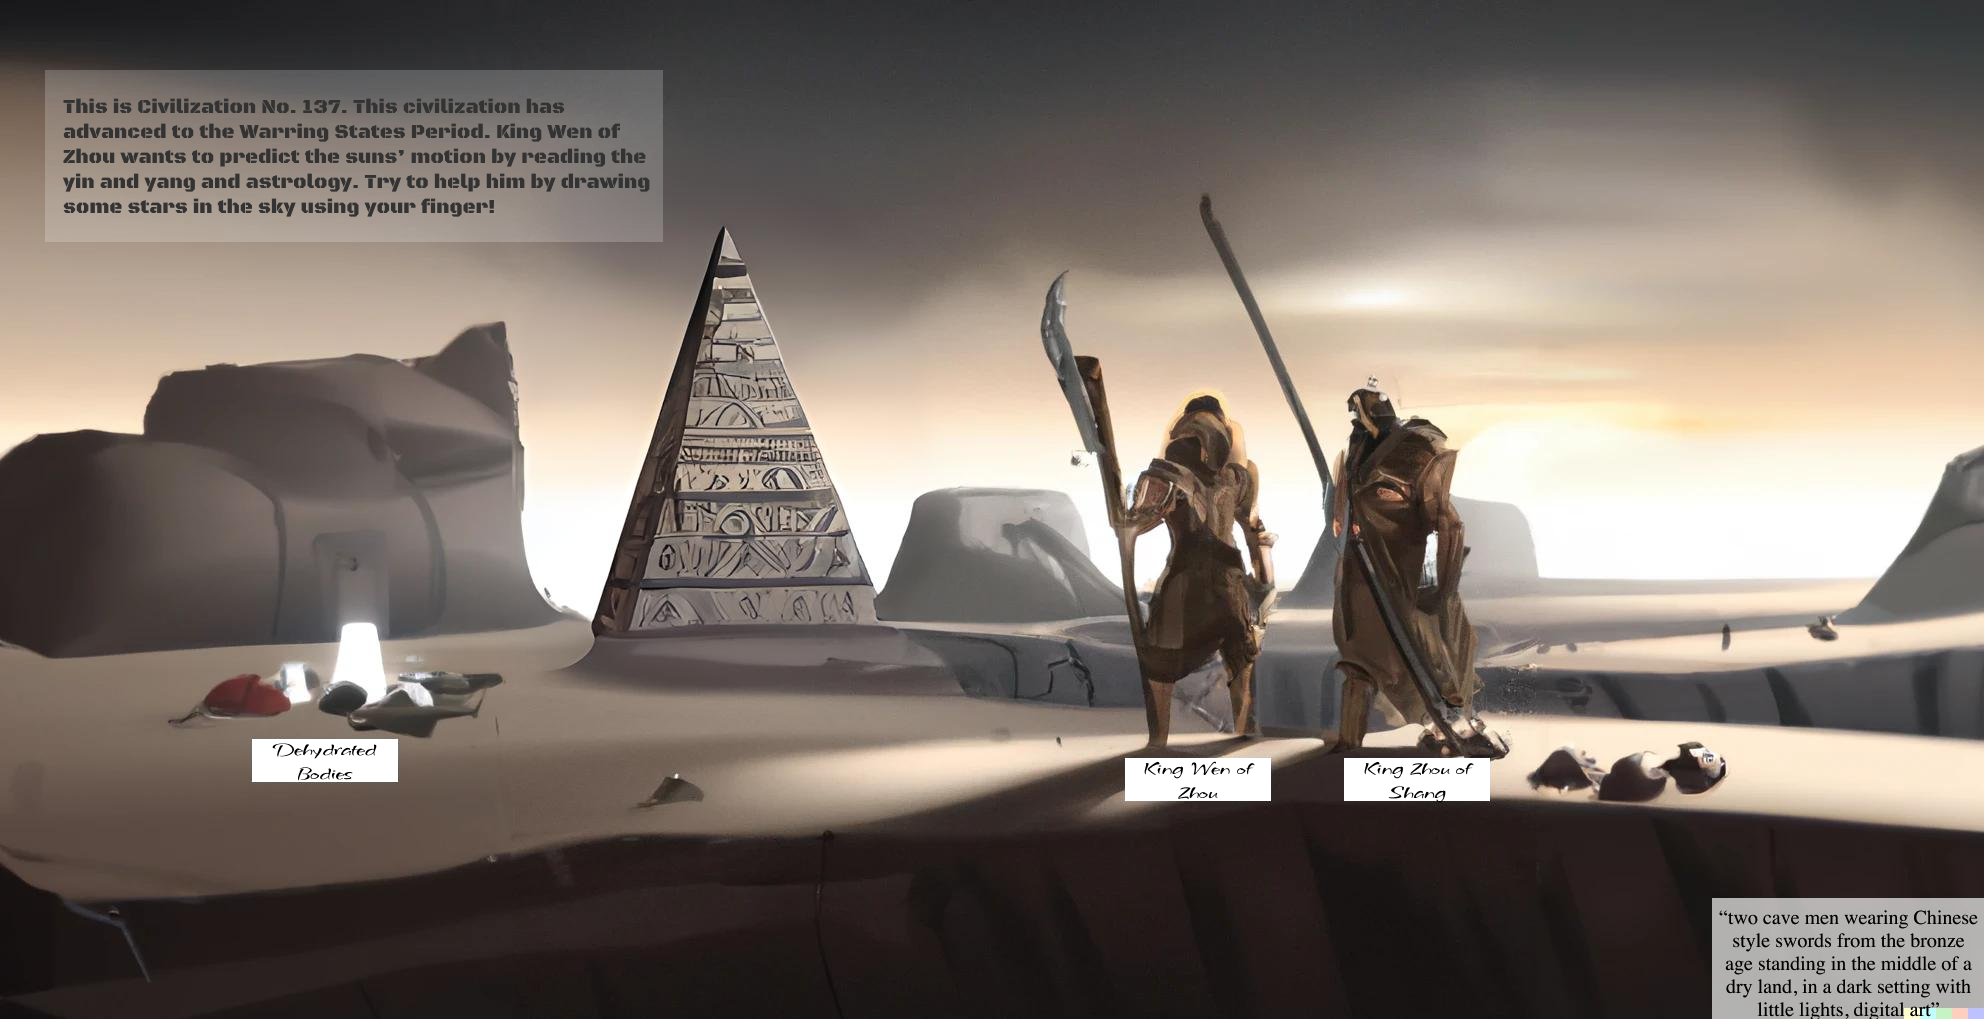 This is Civilization No. 137. This civilization has
advanced to the Warring States Period. King Wen of
Zhou wants to predict the suns’ motion by reading the
yin and yang and astrology. Try to help him by drawing
some stars in the sky using your finger!
Dehydrated
Bodies
King Wen of
Zhou
King Zhou of
Shang
“two cave men wearing Chinese
style swords from the bronze
age standing in the middle of a
dry land, in a dark setting with
little lights, digital art”